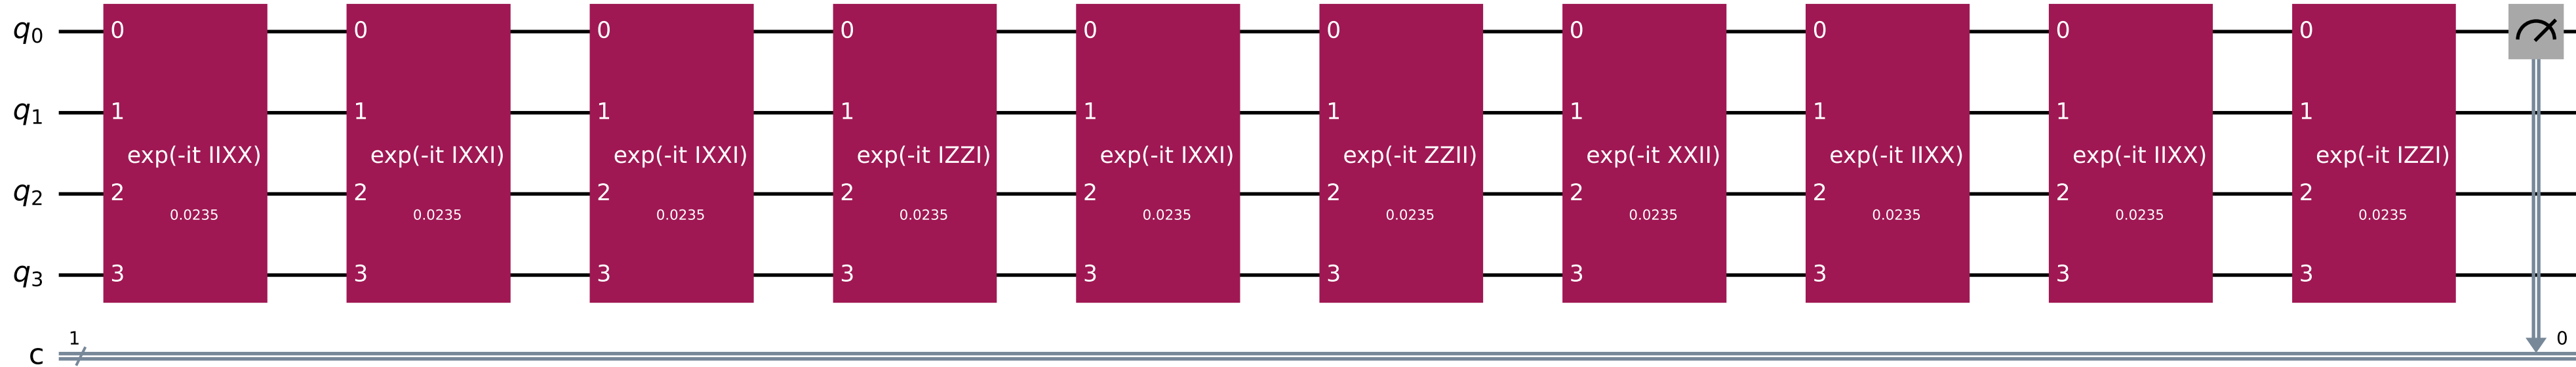 q0 0 0 0 0 0 0 0 0 0 0
q1 1 1 1 1 1 1 1 1 1 1
exp(-it IIXX) exp(-it IXXI) exp(-it IXXI) exp(-it IZZI) exp(-it IXXI) exp(-it ZZII) exp(-it XXII) exp(-it IIXX) exp(-it IIXX) exp(-it IZZI)
q2 2 2 2 2 2 2 2 2 2 2
0.0235 0.0235 0.0235 0.0235 0.0235 0.0235 0.0235 0.0235 0.0235 0.0235
q3 3 3 3 3 3 3 3 3 3 3
1 0
c